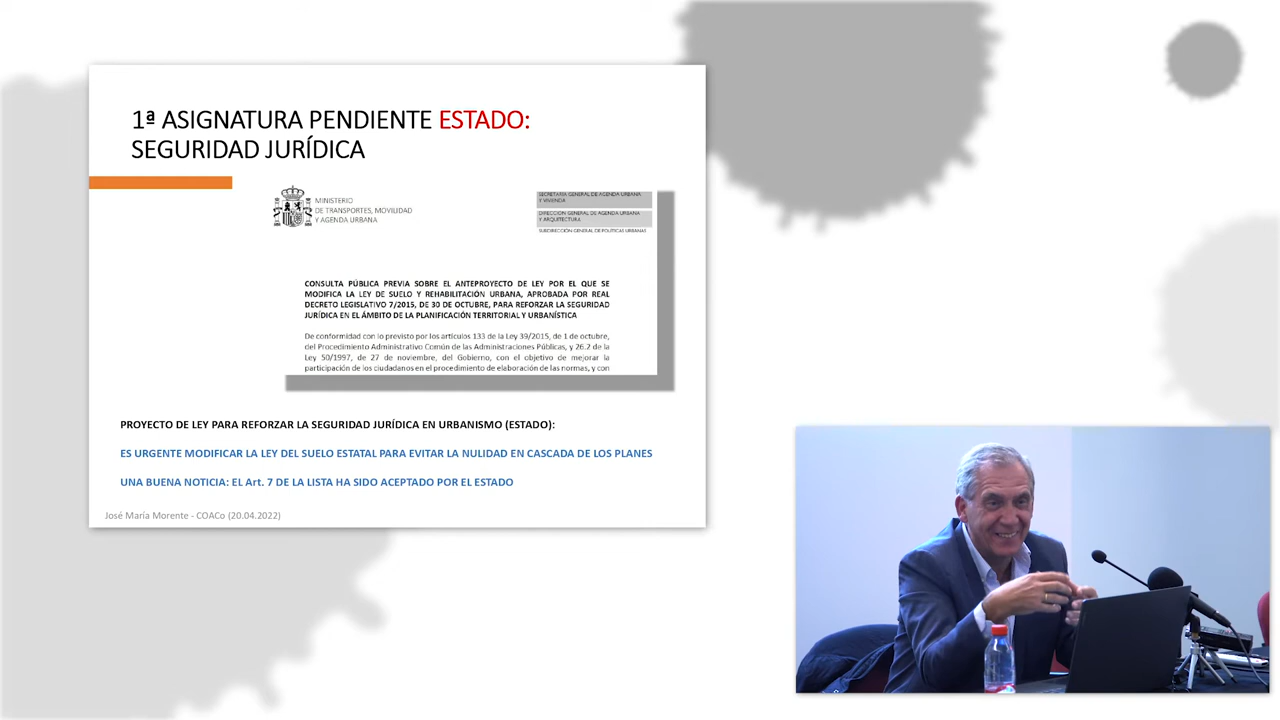 1ª ASIGNATURA PENDIENTE ESTADO:
SEGURIDAD JURÍDICA
MINISTERIO
DE TRANSPORTES, MOVILIDAD
Y AGENDA URBANA
SECRETARÍA GENERAL DE AGENDA URBANA
Y VIVIENDA
DIRECCIÓN GENERAL DE AGENDA URBANA
Y ARQUITECTURA
SUBDIRECCIÓN GENERAL DE POLÍTICAS URBANAS
CONSULTA PÚBLICA PREVIA SOBRE EL ANTEPROYECTO DE LEY POR EL QUE SE
MODIFICA LA LEY DE SUELO Y REHABILITACIÓN URBANA, APROBADA POR REAL
DECRETO LEGISLATIVO 7/2015, DE 30 DE OCTUBRE, PARA REFORZAR LA SEGURIDAD
JURÍDICA EN EL ÁMBITO DE LA PLANIFICACIÓN TERRITORIAL Y URBANÍSTICA
De conformidad con lo previsto por los artículos 133 de la Ley 39/2015, de 1 de octubre,
del Procedimiento Administrativo Común de las Administraciones Públicas, y 26.2 de la
Ley 50/1997, de 27 de noviembre, del Gobierno, con el objetivo de mejorar la
participación de los ciudadanos en el procedimiento de elaboración de las normas, y con
PROYECTO DE LEY PARA REFORZAR LA SEGURIDAD JURÍDICA EN URBANISMO (ESTADO):
ES URGENTE MODIFICAR LA LEY DEL SUELO ESTATAL PARA EVITAR LA NULIDAD EN CASCADA DE LOS PLANES
UNA BUENA NOTICIA: EL Art. 7 DE LA LISTA HA SIDO ACEPTADO POR EL ESTADO
José María Morente - COACo (20.04.2022)